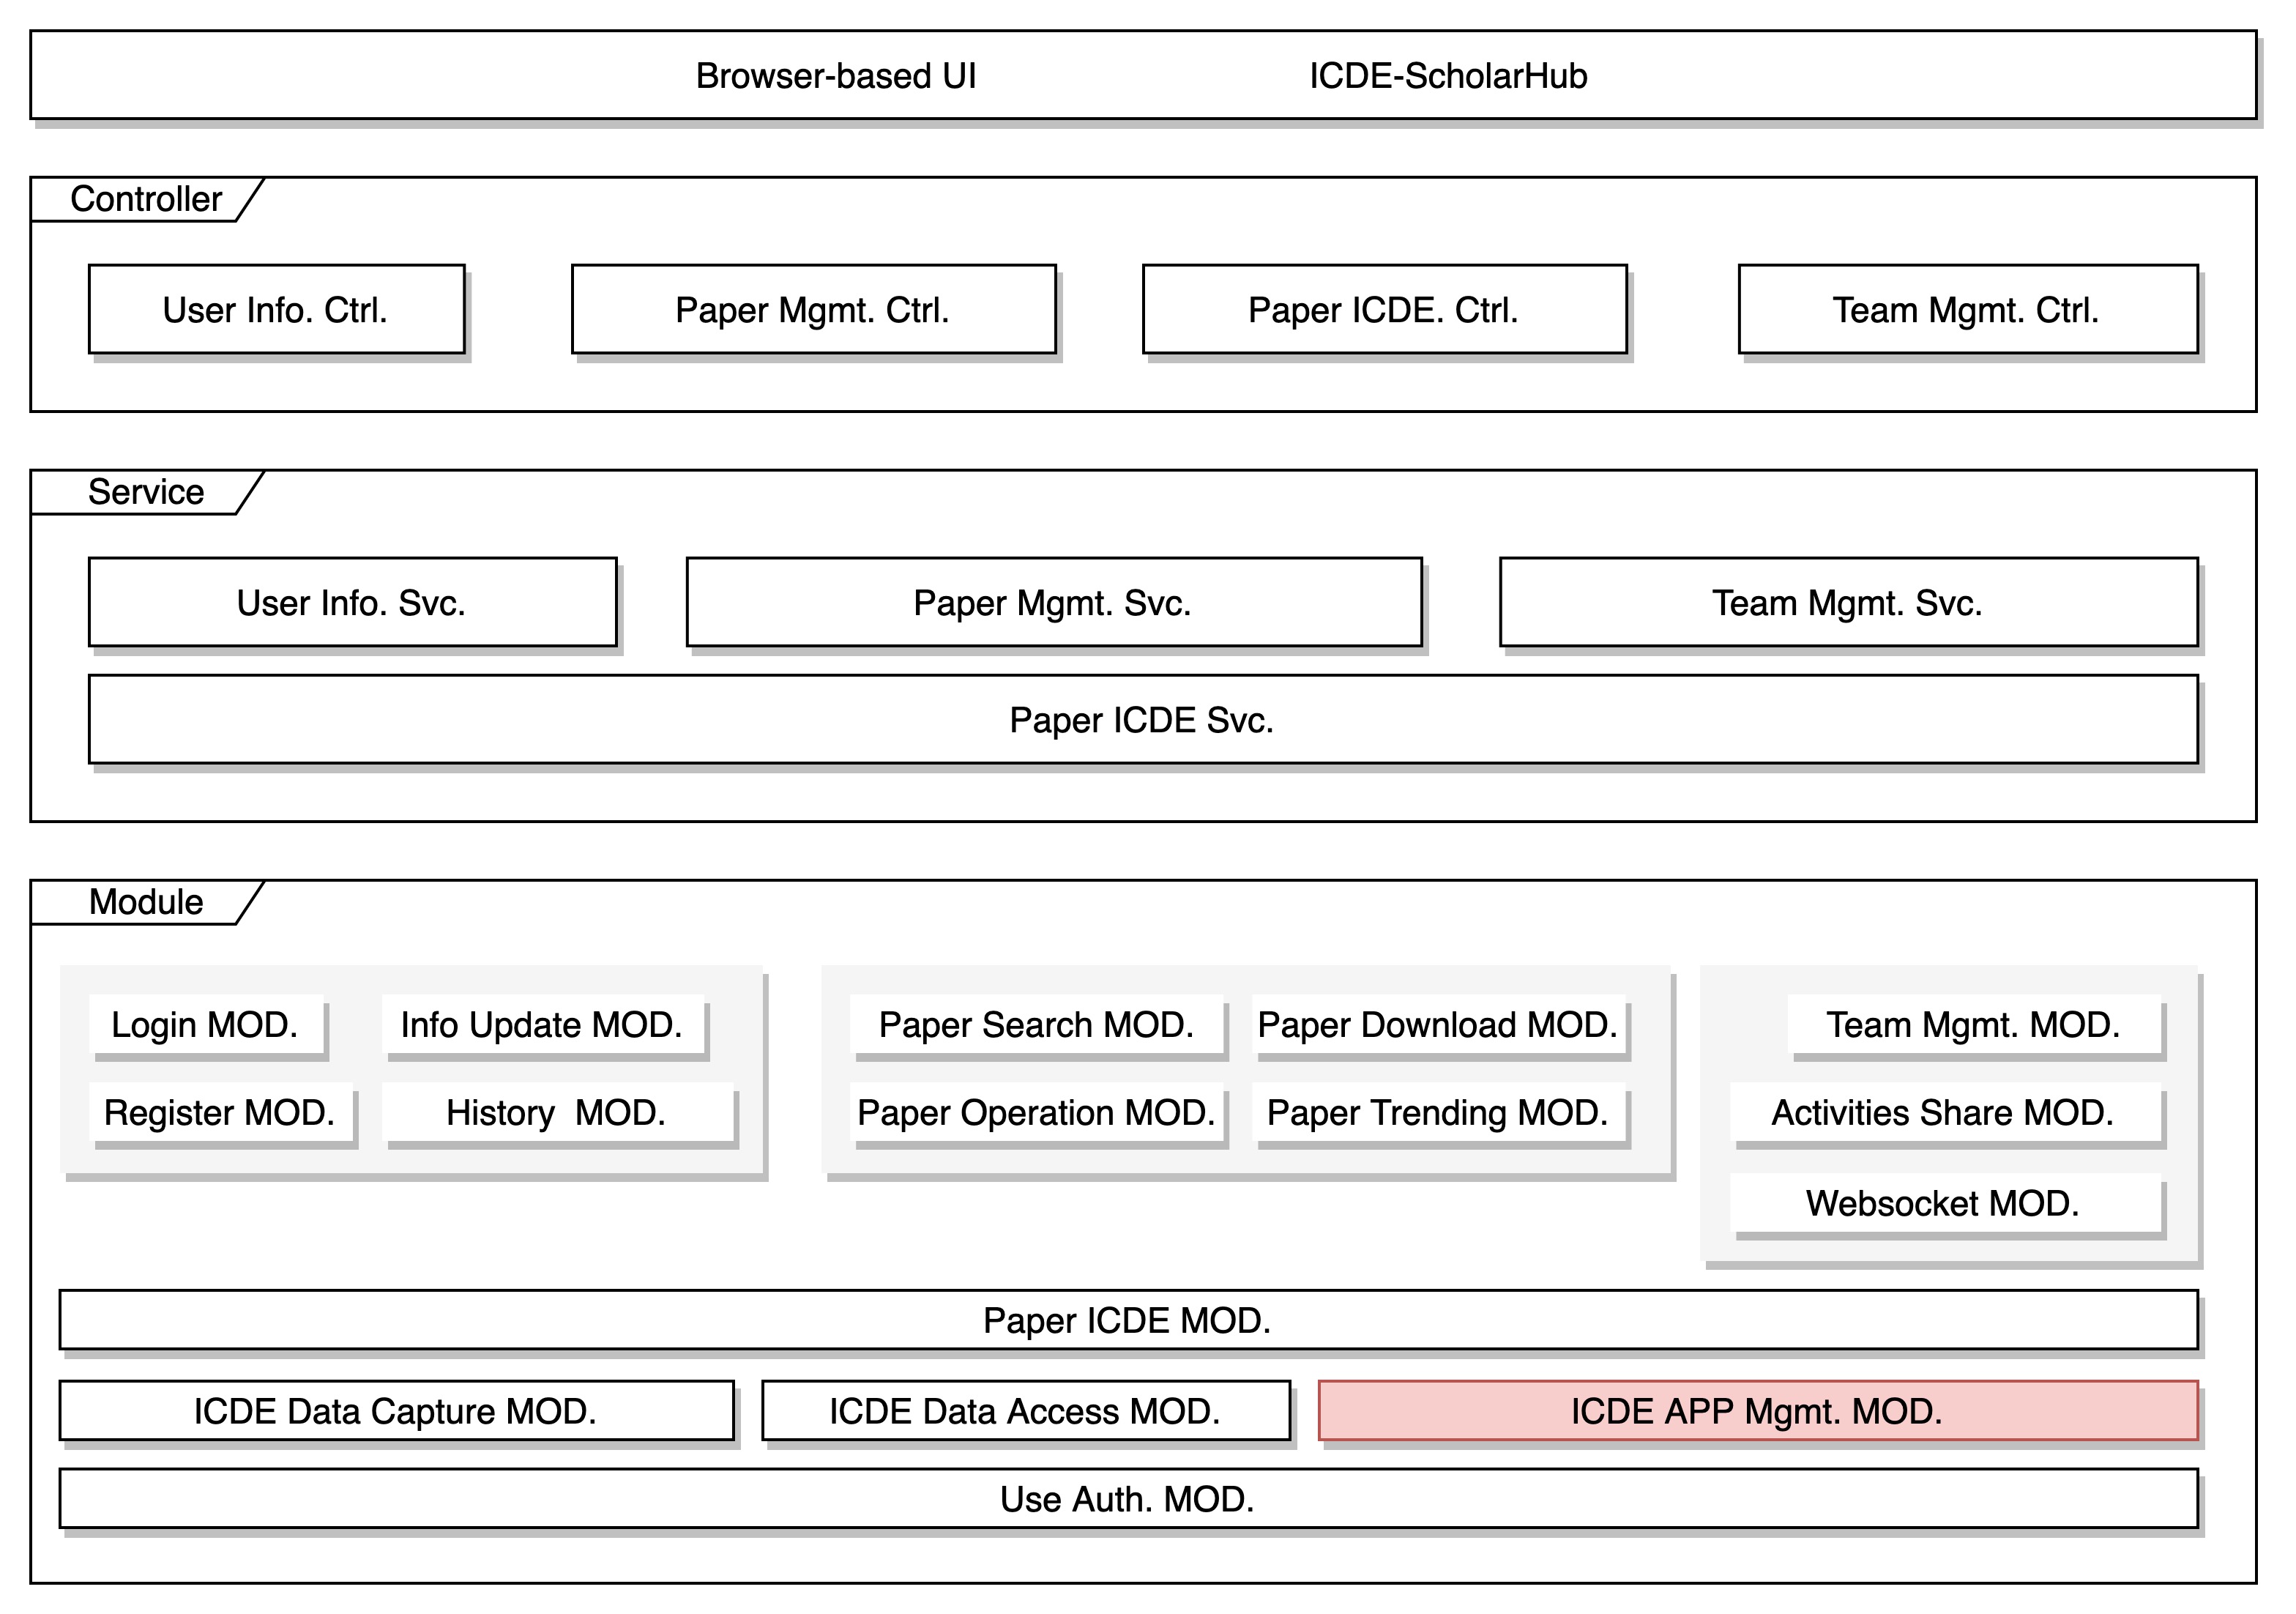 Browser-based UI ICDE-ScholarHub
Controller
User Info. Ctrl. Paper Mgmt. Ctrl. Paper ICDE. Ctrl. Team Mgmt. Ctrl.
Service
User Info. Svc. Paper Mgmt. Svc. Team Mgmt. Svc.
Paper ICDE Svc.
Module
Login MOD. Info Update MOD. Paper Search MOD. Paper Download MOD. Team Mgmt. MOD.
Register MOD. History MOD. Paper Operation MOD. Paper Trending MOD. Activities Share MOD.
Websocket MOD.
Paper ICDE MOD.
ICDE Data Capture MOD. ICDE Data Access MOD. ICDE APP Mgmt. MOD.
Use Auth. MOD.